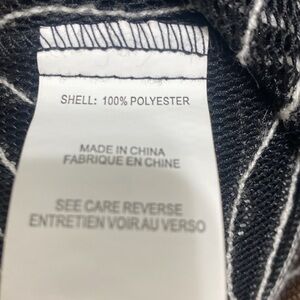 SHELL: 100% POLYESTER
MADE IN CHINA
FABRIQUE EN CHINE
SEE CARE REVERSE
ENTRETIEN VOIR AU VERSO